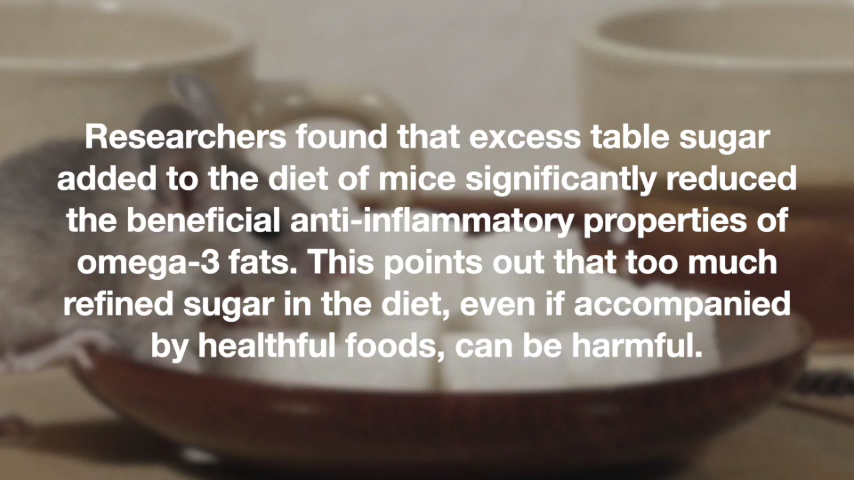 Researchers found that excess table sugar
added to the diet of mice significantly reduced
the beneficial anti-inflammatory properties of
omega-3 fats. This points out that too much
refined sugar in the diet, even if accompanied
by healthful foods, can be harmful.